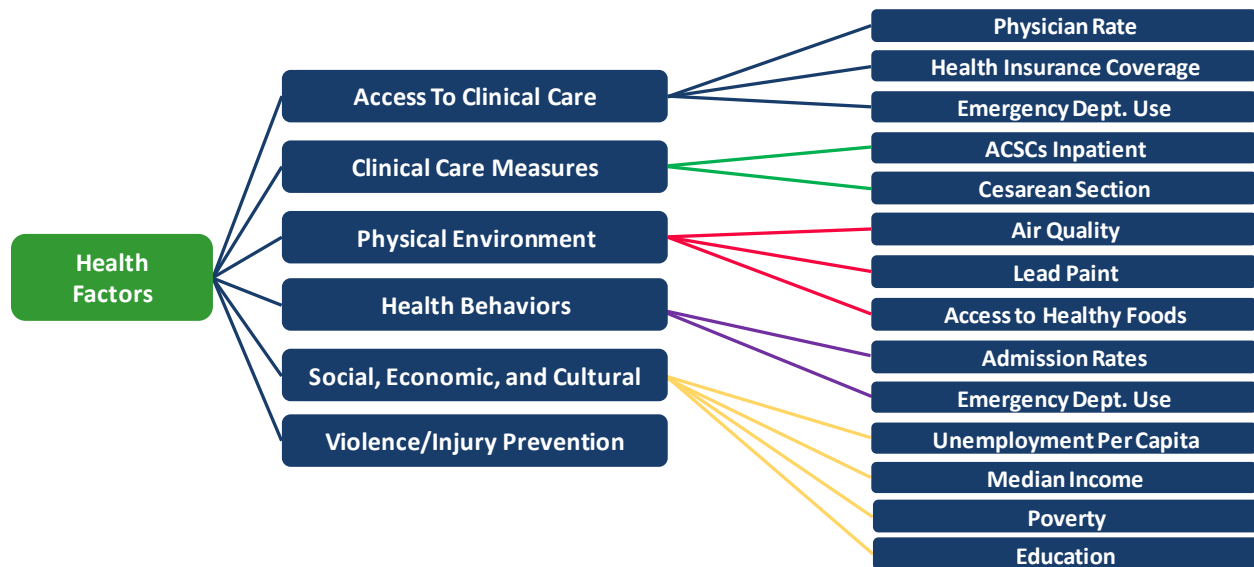 Health
Factors
Access To Clinical Care
Clinical Care Measures
Physical Environment
Health Behaviors
Social, Economic, and Cultural
Violence/Injury Prevention
Physician Rate
Health Insurance Coverage
Emergency Dept. Use
ACSCs Inpatient
Cesarean Section
Air Quality
Lead Paint
Access to Healthy Foods
Admission Rates
Emergency Dept. Use
Unemployment Per Capita
Median Income
Poverty
Education